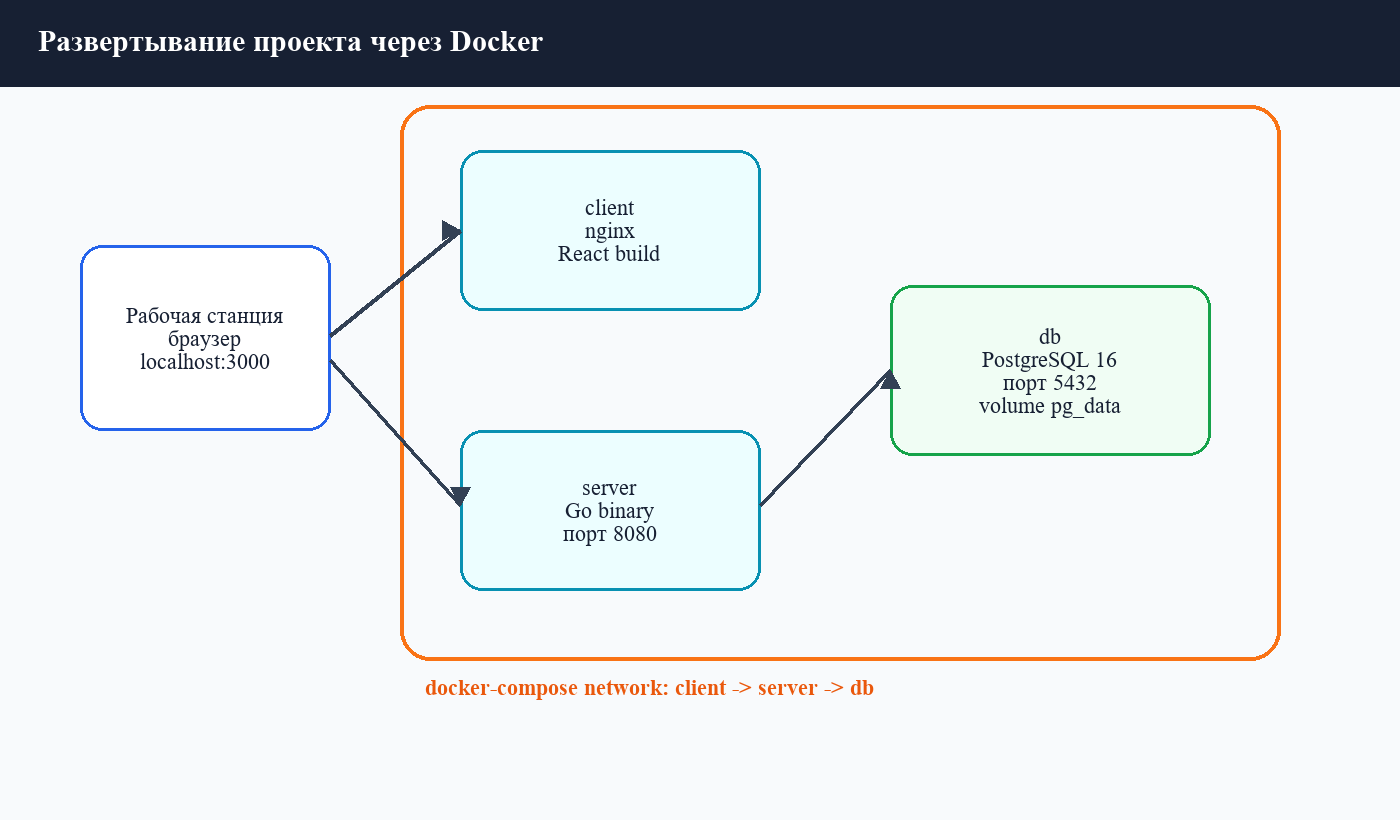 Развертывание проекта через Docker
Рабочая станция
браузер
localhost:3000
client
nginx
React build
server
Go binary
порт 8080
db
PostgreSQL 16
порт 5432
volume pg_data
docker-compose network: client -> server -> db